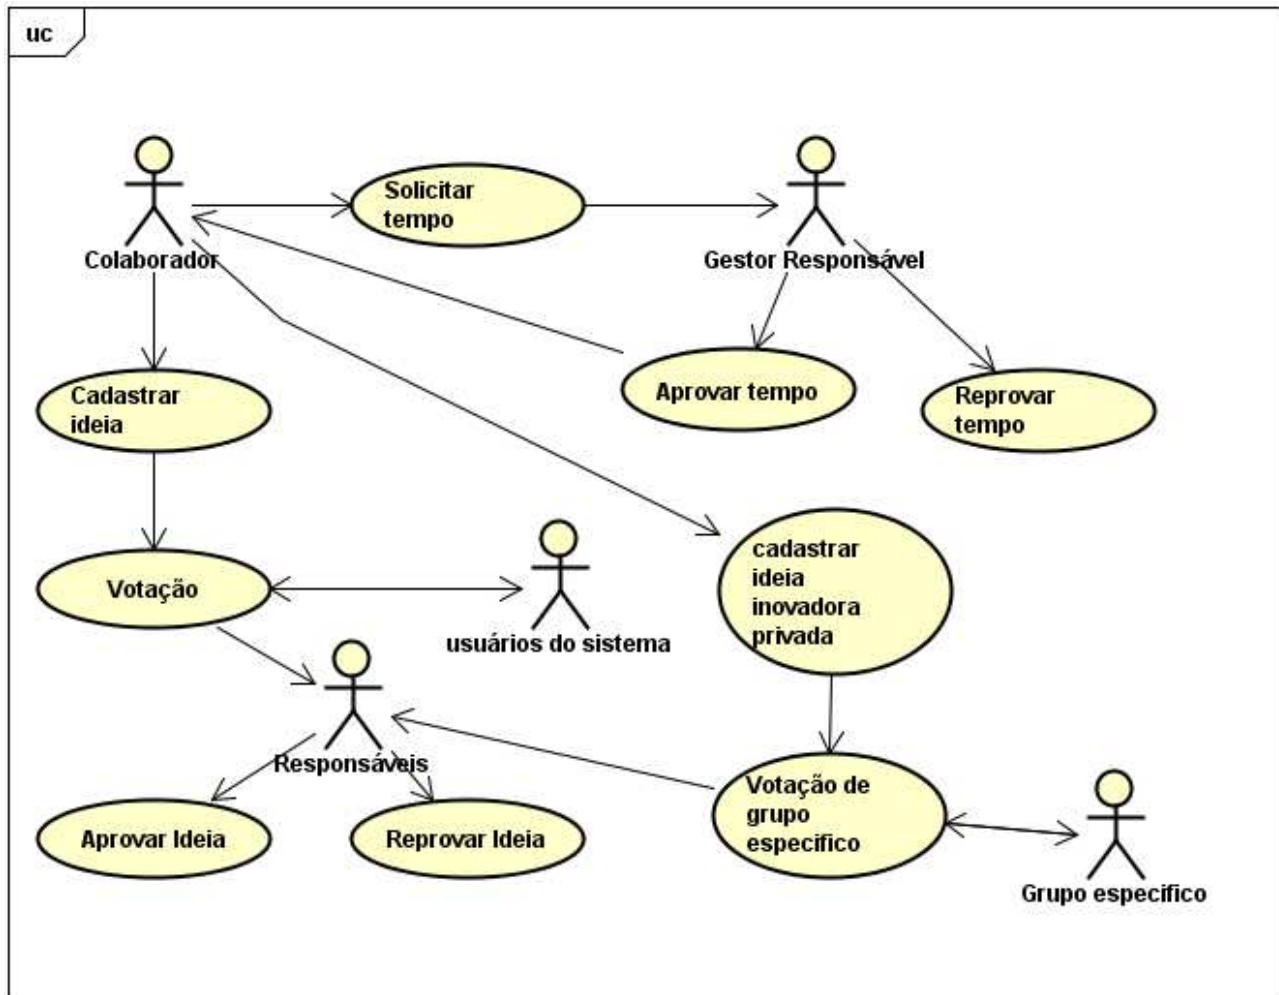 uc
Solicitar
tempo
Colaborador
Gestor Responsável
Aprovar tempo
Reprovar
tempo
Cadastrar
ideia
cadastrar
ideia
inovadora
privada
Votação
usuários do sistema
Responsáveis
Votação de
grupo
especifico
Aprovar Ideia
Reprovar Ideia
Grupo especifico